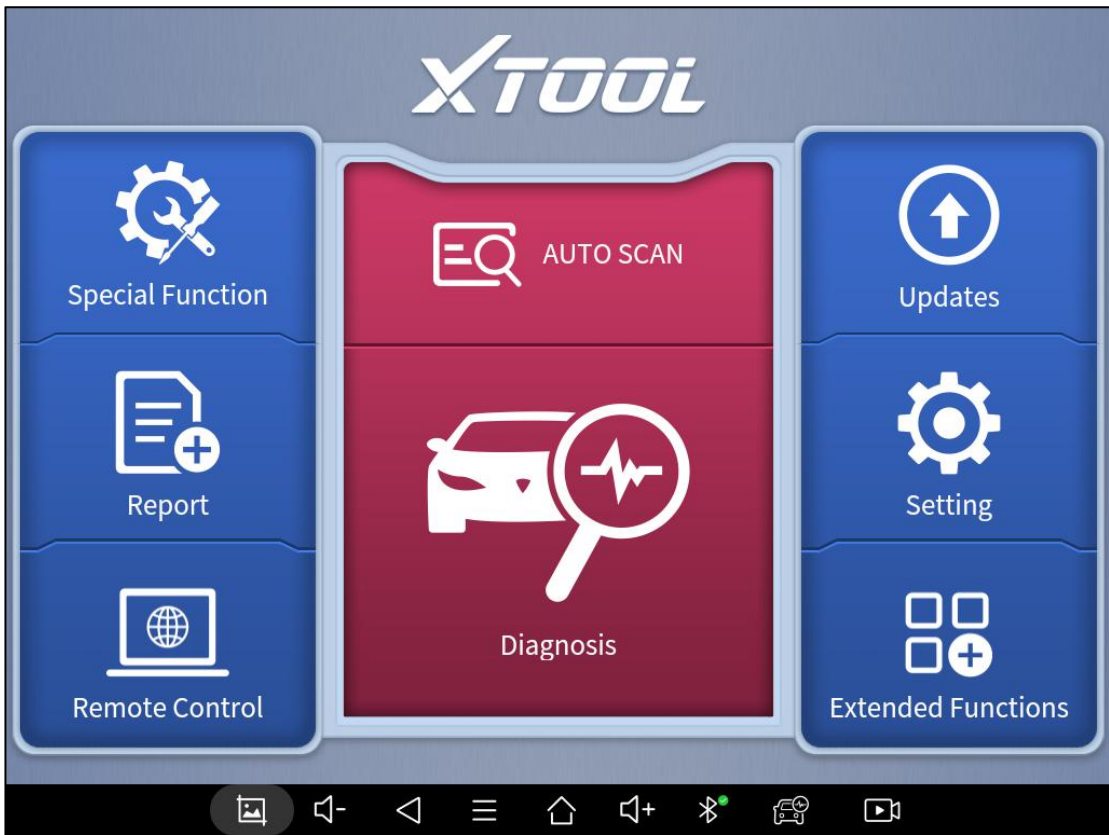 XTOOL
Special Function
AUTO SCAN
Updates
Report
Setting
Diagnosis
Remote Control
Extended Functions